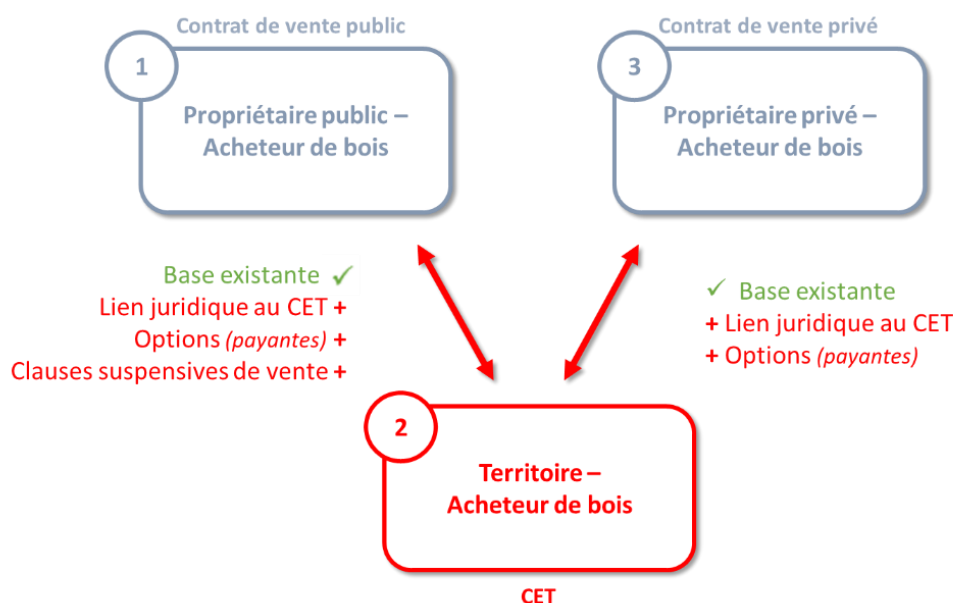 Contrat de vente public
1
Propriétaire public –
Acheteur de bois
Contrat de vente privé
3
Propriétaire privé –
Acheteur de bois
Base existante ✓
Lien juridique au CET +
Options (payantes) +
Clauses suspensives de vente +
✓ Base existante
+ Lien juridique au CET
+ Options (payantes)
2
Territoire –
Acheteur de bois
CET